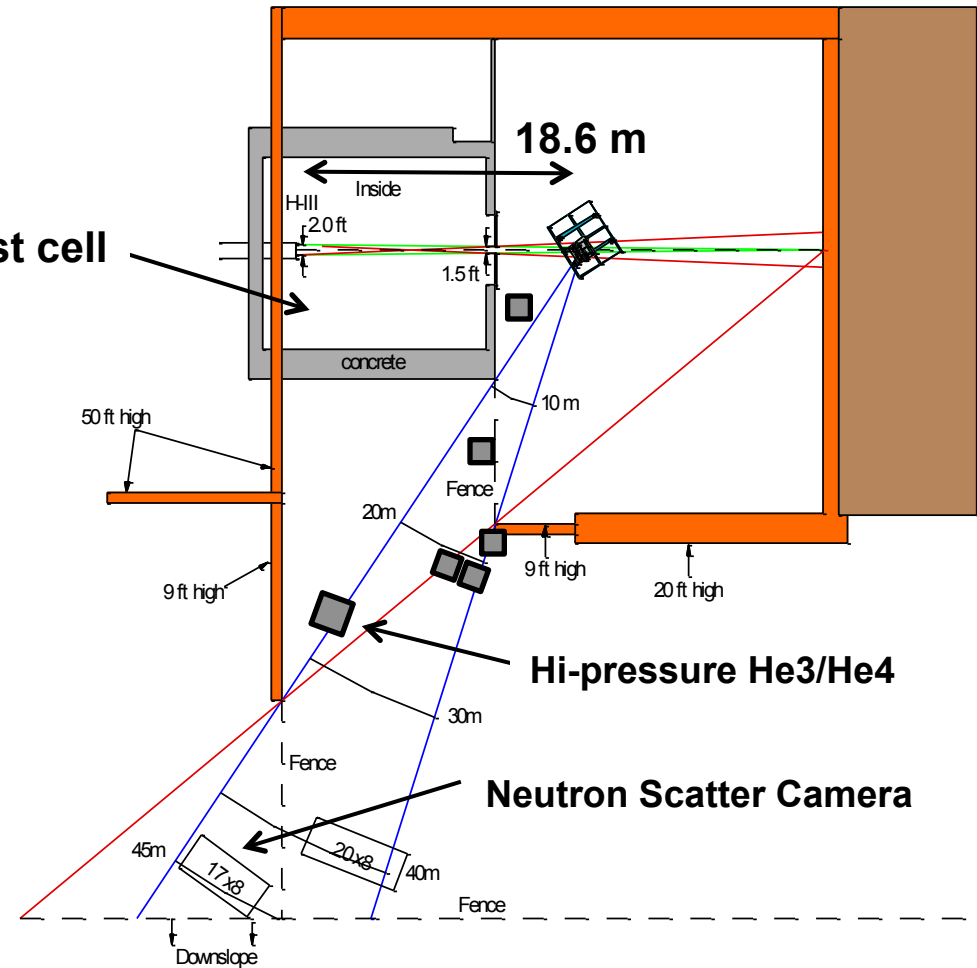 18.6 m
Inside
H-III
2.0 ft
st cell
1.5 ft
concrete
10 m
50 ft high
Fence
20m
9 ft high
9 ft high
20 ft high
Hi-pressure He3/He4
30m
Fence
Neutron Scatter Camera
45m
20x8
40m
17x8
Fence
Downslope